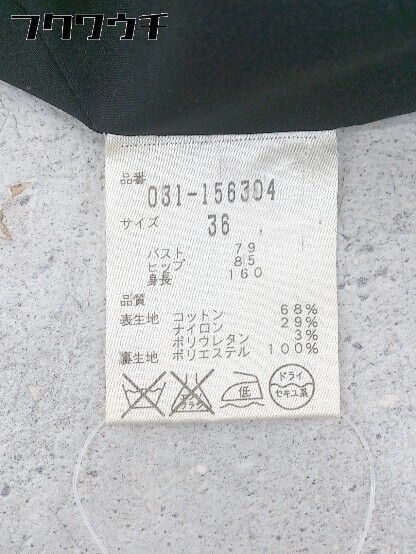 フクワウチ
品番
031-156304
サイズ 36
バスト 79
ヒップ 85
身長 160
品質
表生地 コットン 68%
ナイロン 29%
ポリウレタン 3%
裏生地 ポリエステル 100%
低
ドライ
セキユ系